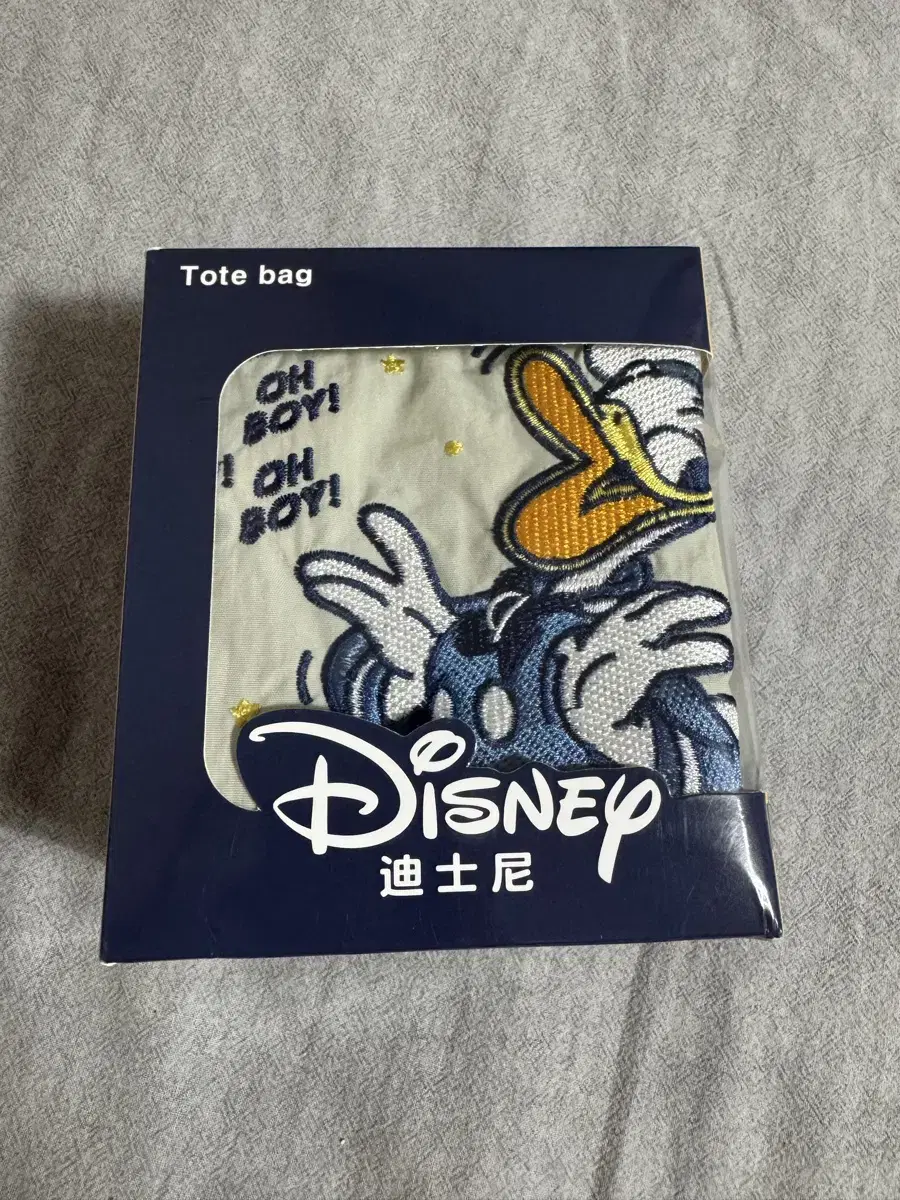 Tote bag
OH
BOY!
!
OH
BOY!
Disney
迪士尼